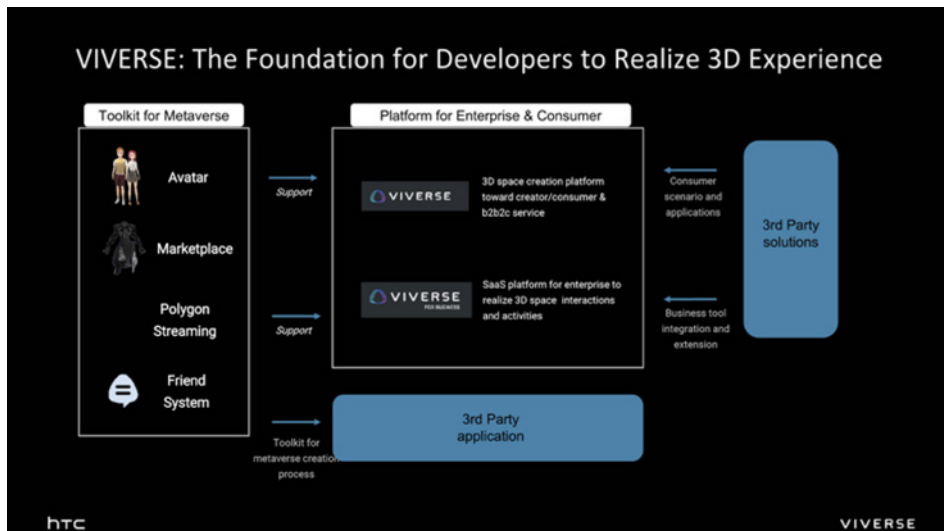 VIVERSE: The Foundation for Developers to Realize 3D Experience
Toolkit for Metaverse
Avatar
Marketplace
Polygon
Streaming
Friend
System
Support
Support
Toolkit for
metaverse creation
process
Platform for Enterprise & Consumer
VIVERSE
3D space creation platform
toward creator/consumer &
b2b2c service
VIVERSE
FOR BUSINESS
SaaS platform for enterprise to
realize 3D space interactions
and activities
3rd Party
application
Consumer
scenario and
applications
Business tool
integration and
extension
3rd Party
solutions
hTC
VIVERSE